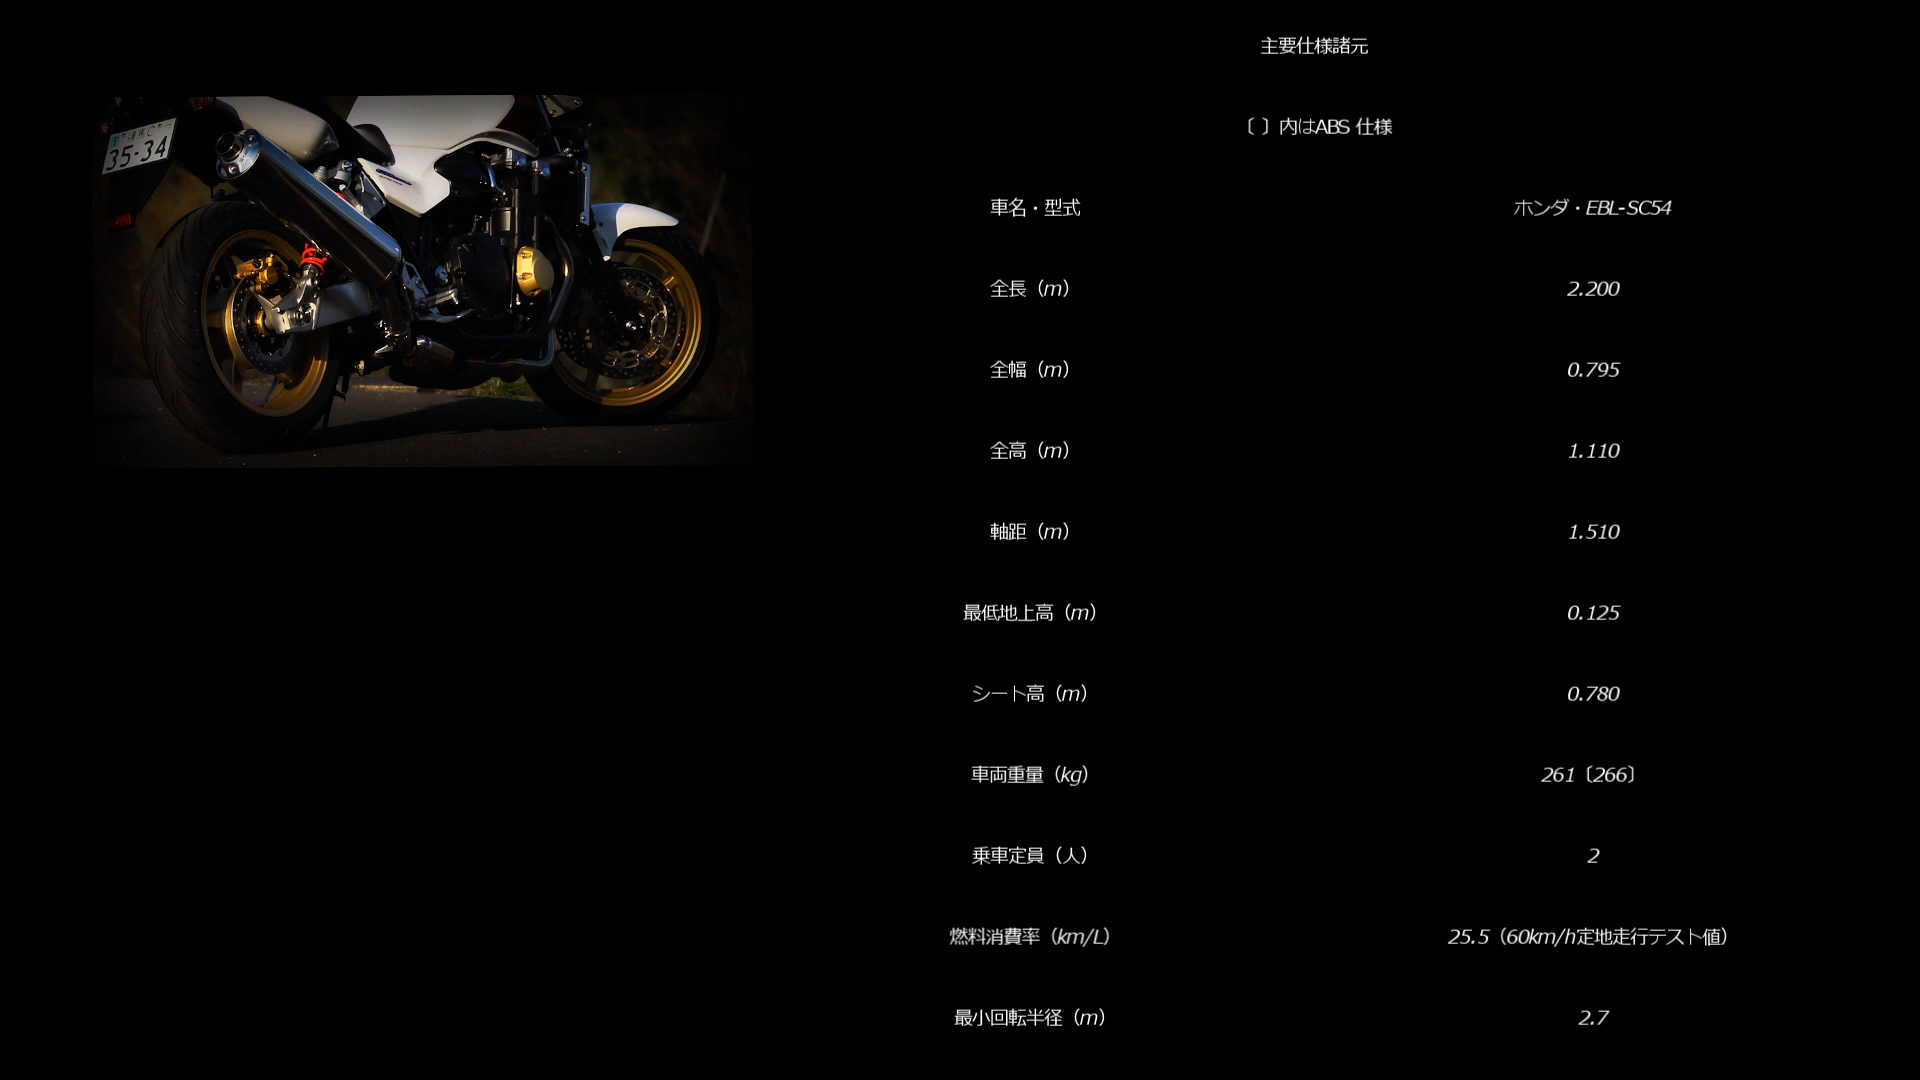 主要仕様諸元
〔 〕内はABS 仕様
車名・型式 ホンダ・EBL-SC54
全長（m） 2.200
全幅（m） 0.795
全高（m） 1.110
軸距（m） 1.510
最低地上高（m） 0.125
シート高（m） 0.780
車両重量（kg） 261〔266〕
乗車定員（人） 2
燃料消費率（km/L） 25.5（60km/h定地走行テスト値）
最小回転半径（m） 2.7
35-34